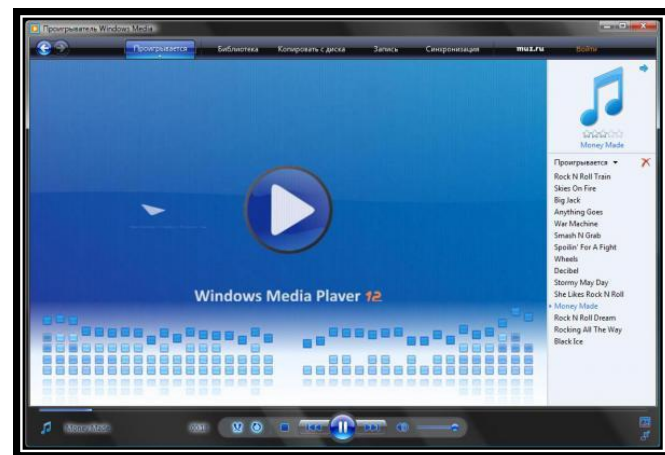 Проигрыватель Windows Media
Проигрывается
Библиотека
Копировать с диска
Запись
Синхронизация
muz.ru
Войти
Money Made
Проигрывается
Rock N Roll Train
Skies On Fire
Big Jack
Anything Goes
War Machine
Smash N Grab
Spoilin' For A Fight
Wheels
Decibel
Stormy May Day
She Likes Rock N Roll
Money Made
Rock N Roll Dream
Rocking All The Way
Black Ice
Windows Media Player 12
Money Made